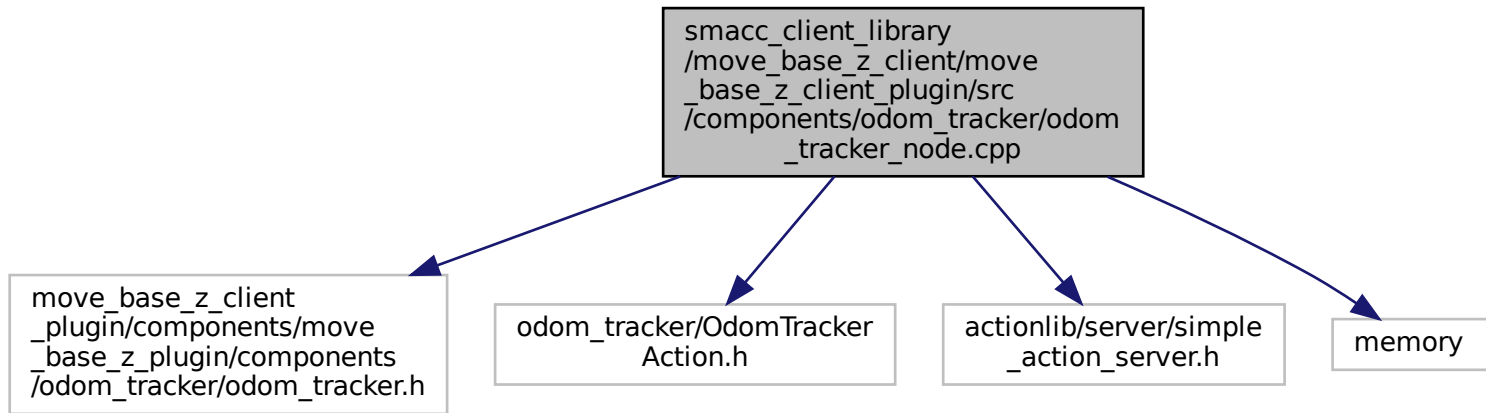 smacc_client_library
/move_base_z_client/move
_base_z_client_plugin/src
/components/odom_tracker/odom
_tracker_node.cpp
move_base_z_client
_plugin/components/move
_base_z_plugin/components
/odom_tracker/odom_tracker.h
odom_tracker/OdomTracker
Action.h
actionlib/server/simple
_action_server.h
memory